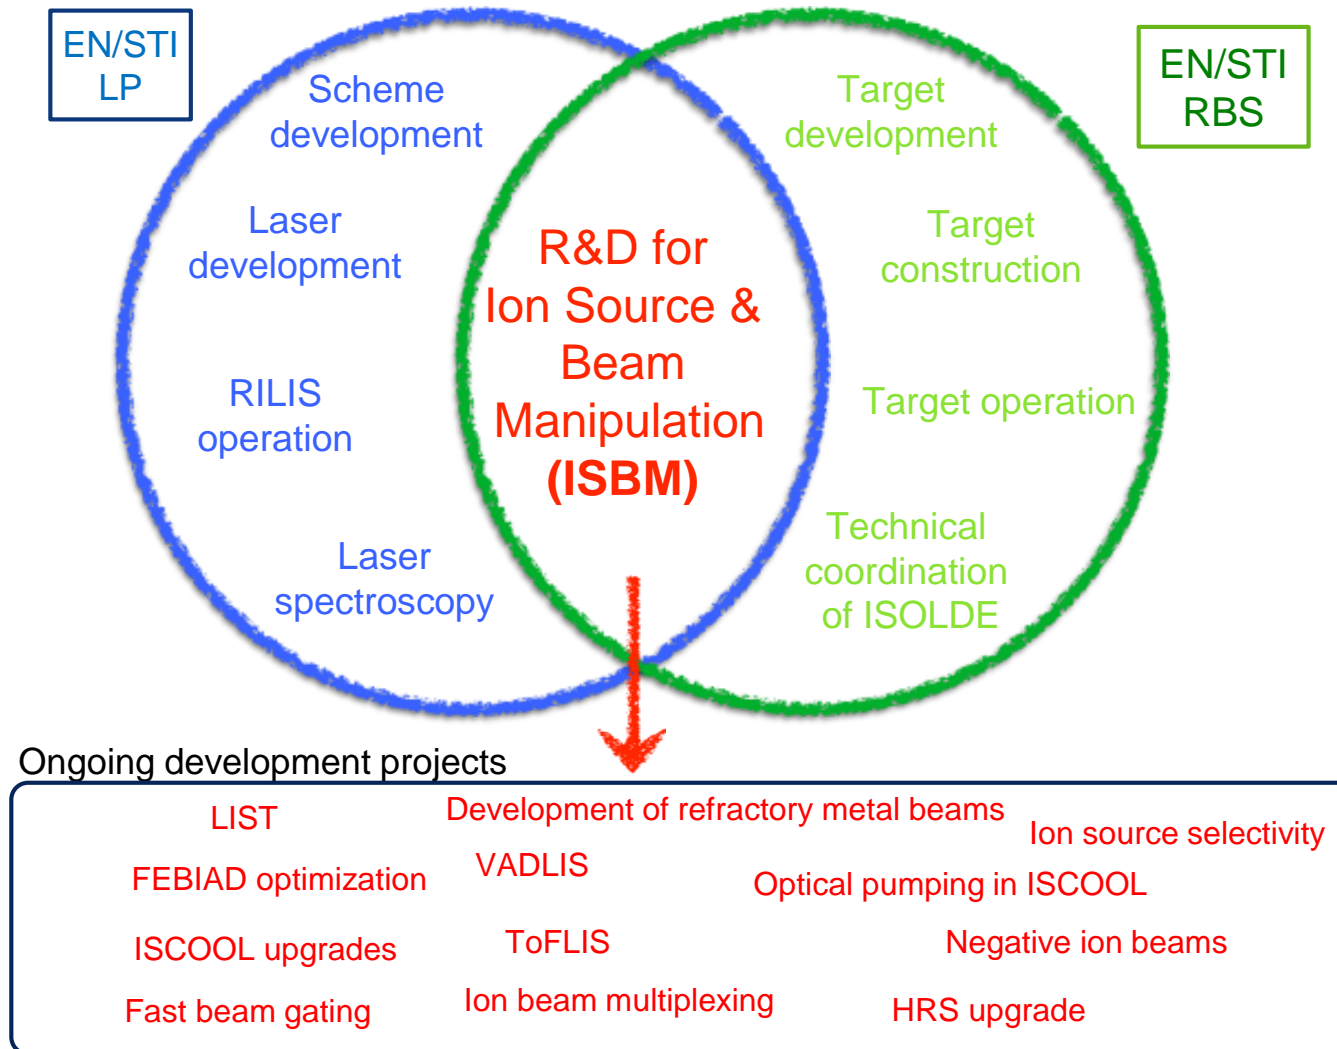 EN/STI
LP
EN/STI
RBS
Scheme
development
Laser
development
RILIS
operation
Laser
spectroscopy
R&D for
Ion Source &
Beam
Manipulation
(ISBM)
Target
development
Target
construction
Target operation
Technical
coordination
of ISOLDE
Ongoing development projects
LIST
Development of refractory metal beams
Ion source selectivity
FEBIAD optimization
VADLIS
Optical pumping in ISCOOL
ISCOOL upgrades
ToFLIS
Negative ion beams
Fast beam gating
Ion beam multiplexing
HRS upgrade